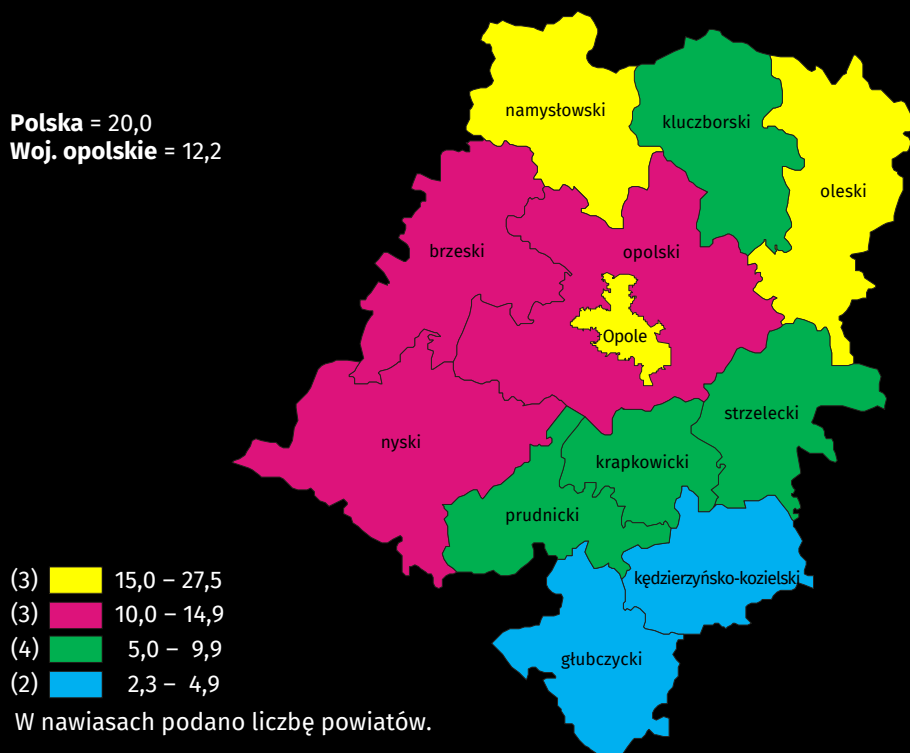 Polska = 20,0
Woj. opolskie = 12,2
namysłowski
kluczborski
oleski
brzeski
opolski
Opole
strzelecki
nyski
krapkowicki
prudnicki
kędzierzyńsko-kozielski
głubczycki
(3) 15,0 – 27,5
(3) 10,0 – 14,9
(4) 5,0 – 9,9
(2) 2,3 – 4,9
W nawiasach podano liczbę powiatów.